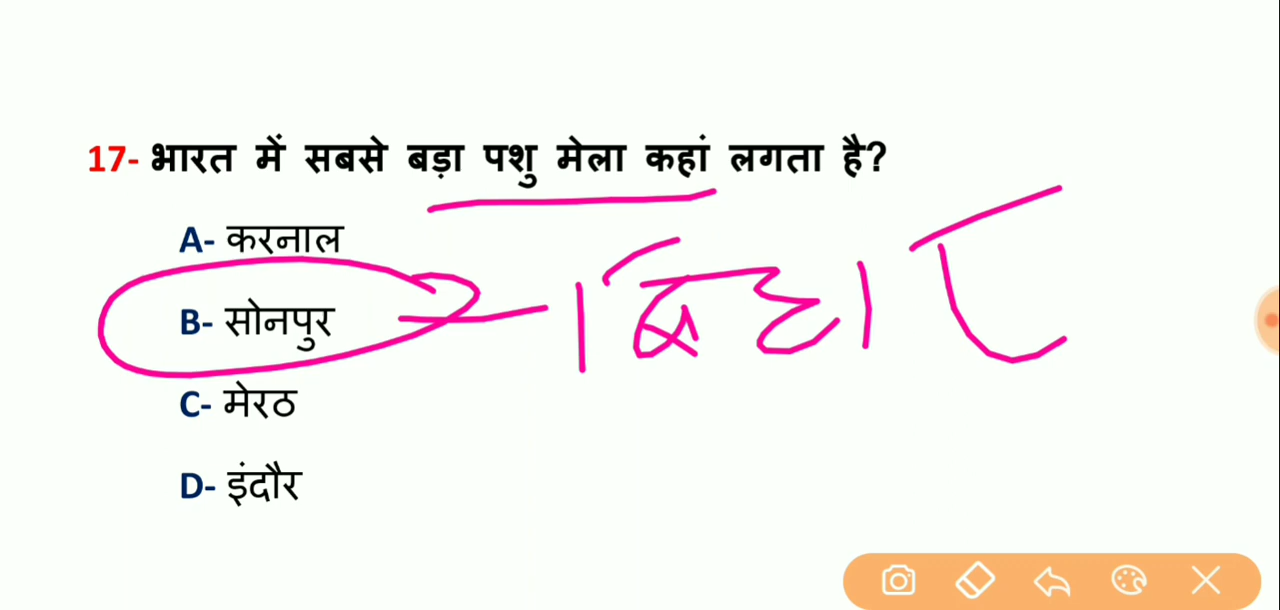 17- भारत में सबसे बड़ा पशु मेला कहां लगता है?
A- करनाल
B- सोनपुर
बिहार
C- मेरठ
D- इंदौर